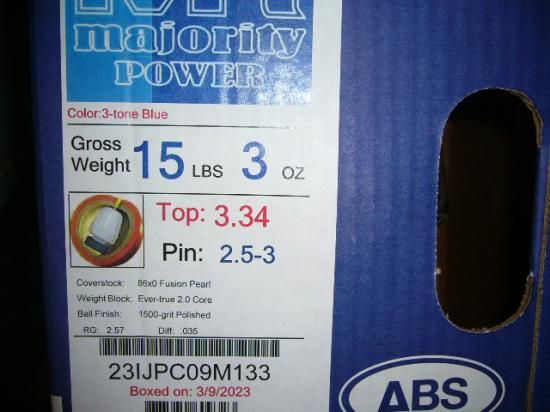 majority
POWER
Color:3-tone Blue
Gross Weight 15 LBS 3 OZ
Top: 3.34
Pin: 2.5-3
Coverstock: 86x0 Fusion Pearl
Weight Block: Ever-true 2.0 Core
Ball Finish: 1500-grit Polished
RG: 2.57 Diff: .035
23IJPC09M133
Boxed on: 3/9/2023
ABS